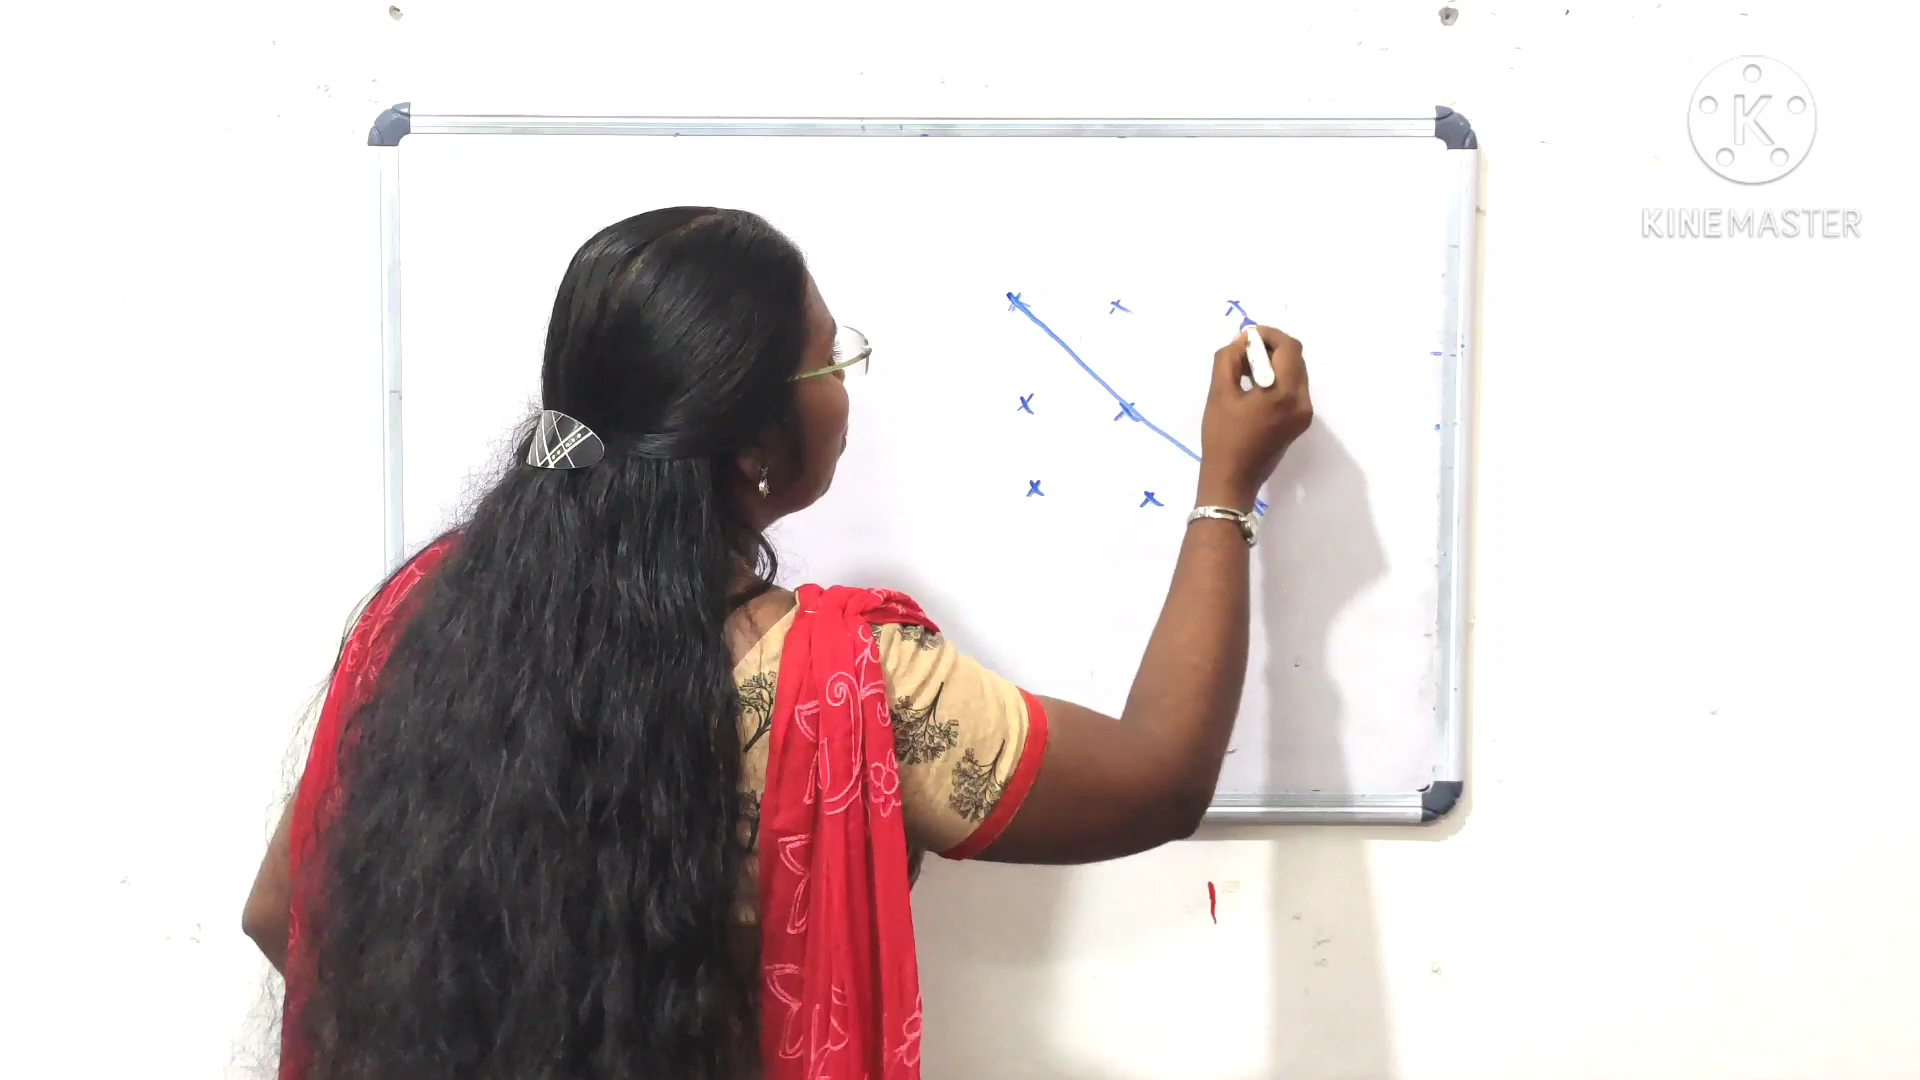 K
KINEMASTER
x x x
x x
x x x